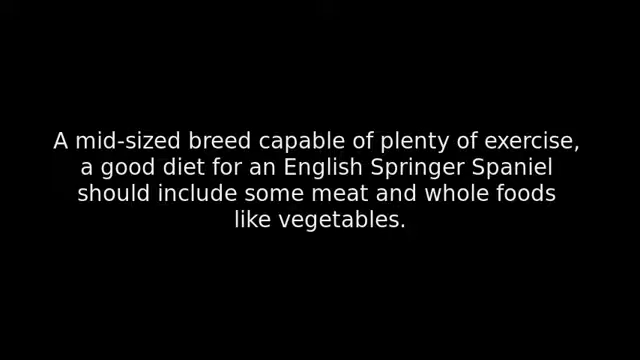 A mid-sized breed capable of plenty of exercise,
a good diet for an English Springer Spaniel
should include some meat and whole foods
like vegetables.